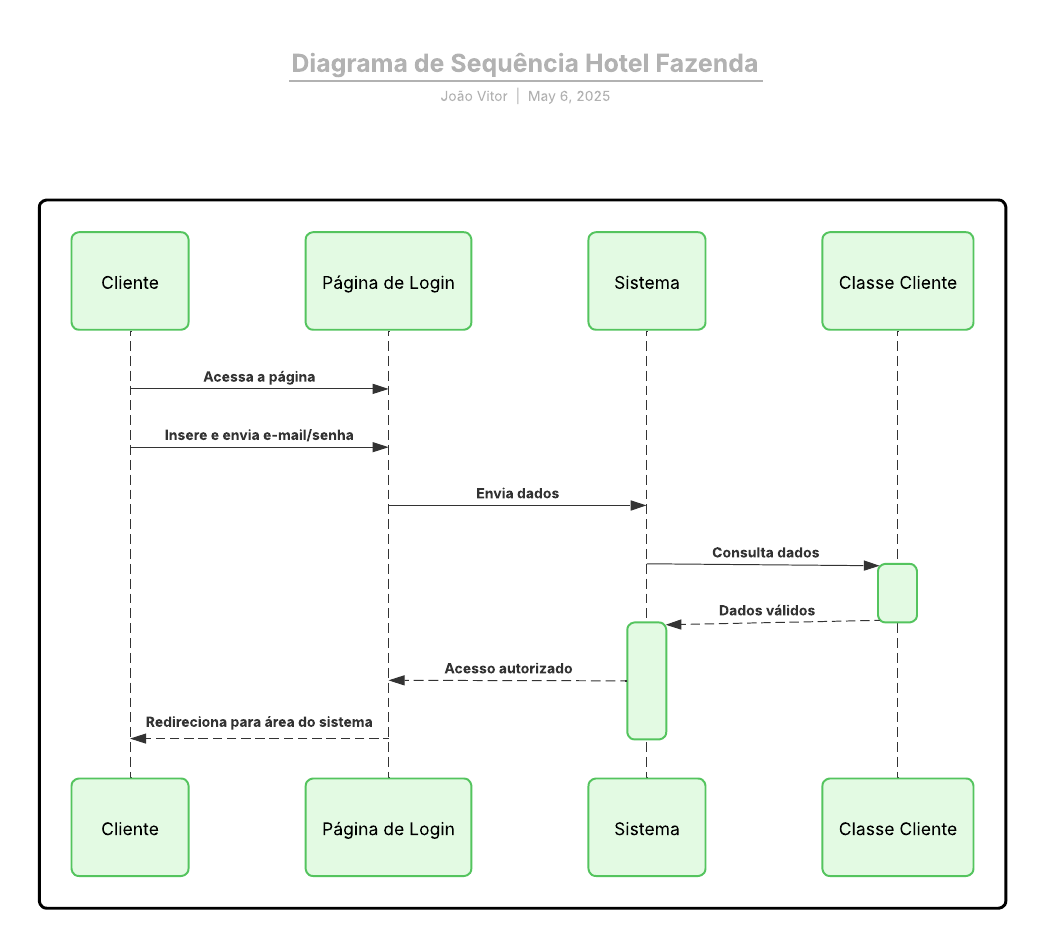 Diagrama de Sequência Hotel Fazenda
João Vitor | May 6, 2025
Cliente
Página de Login
Sistema
Classe Cliente
Acessa a página
Insere e envia e-mail/senha
Envia dados
Consulta dados
Dados válidos
Acesso autorizado
Redireciona para área do sistema
Cliente
Página de Login
Sistema
Classe Cliente